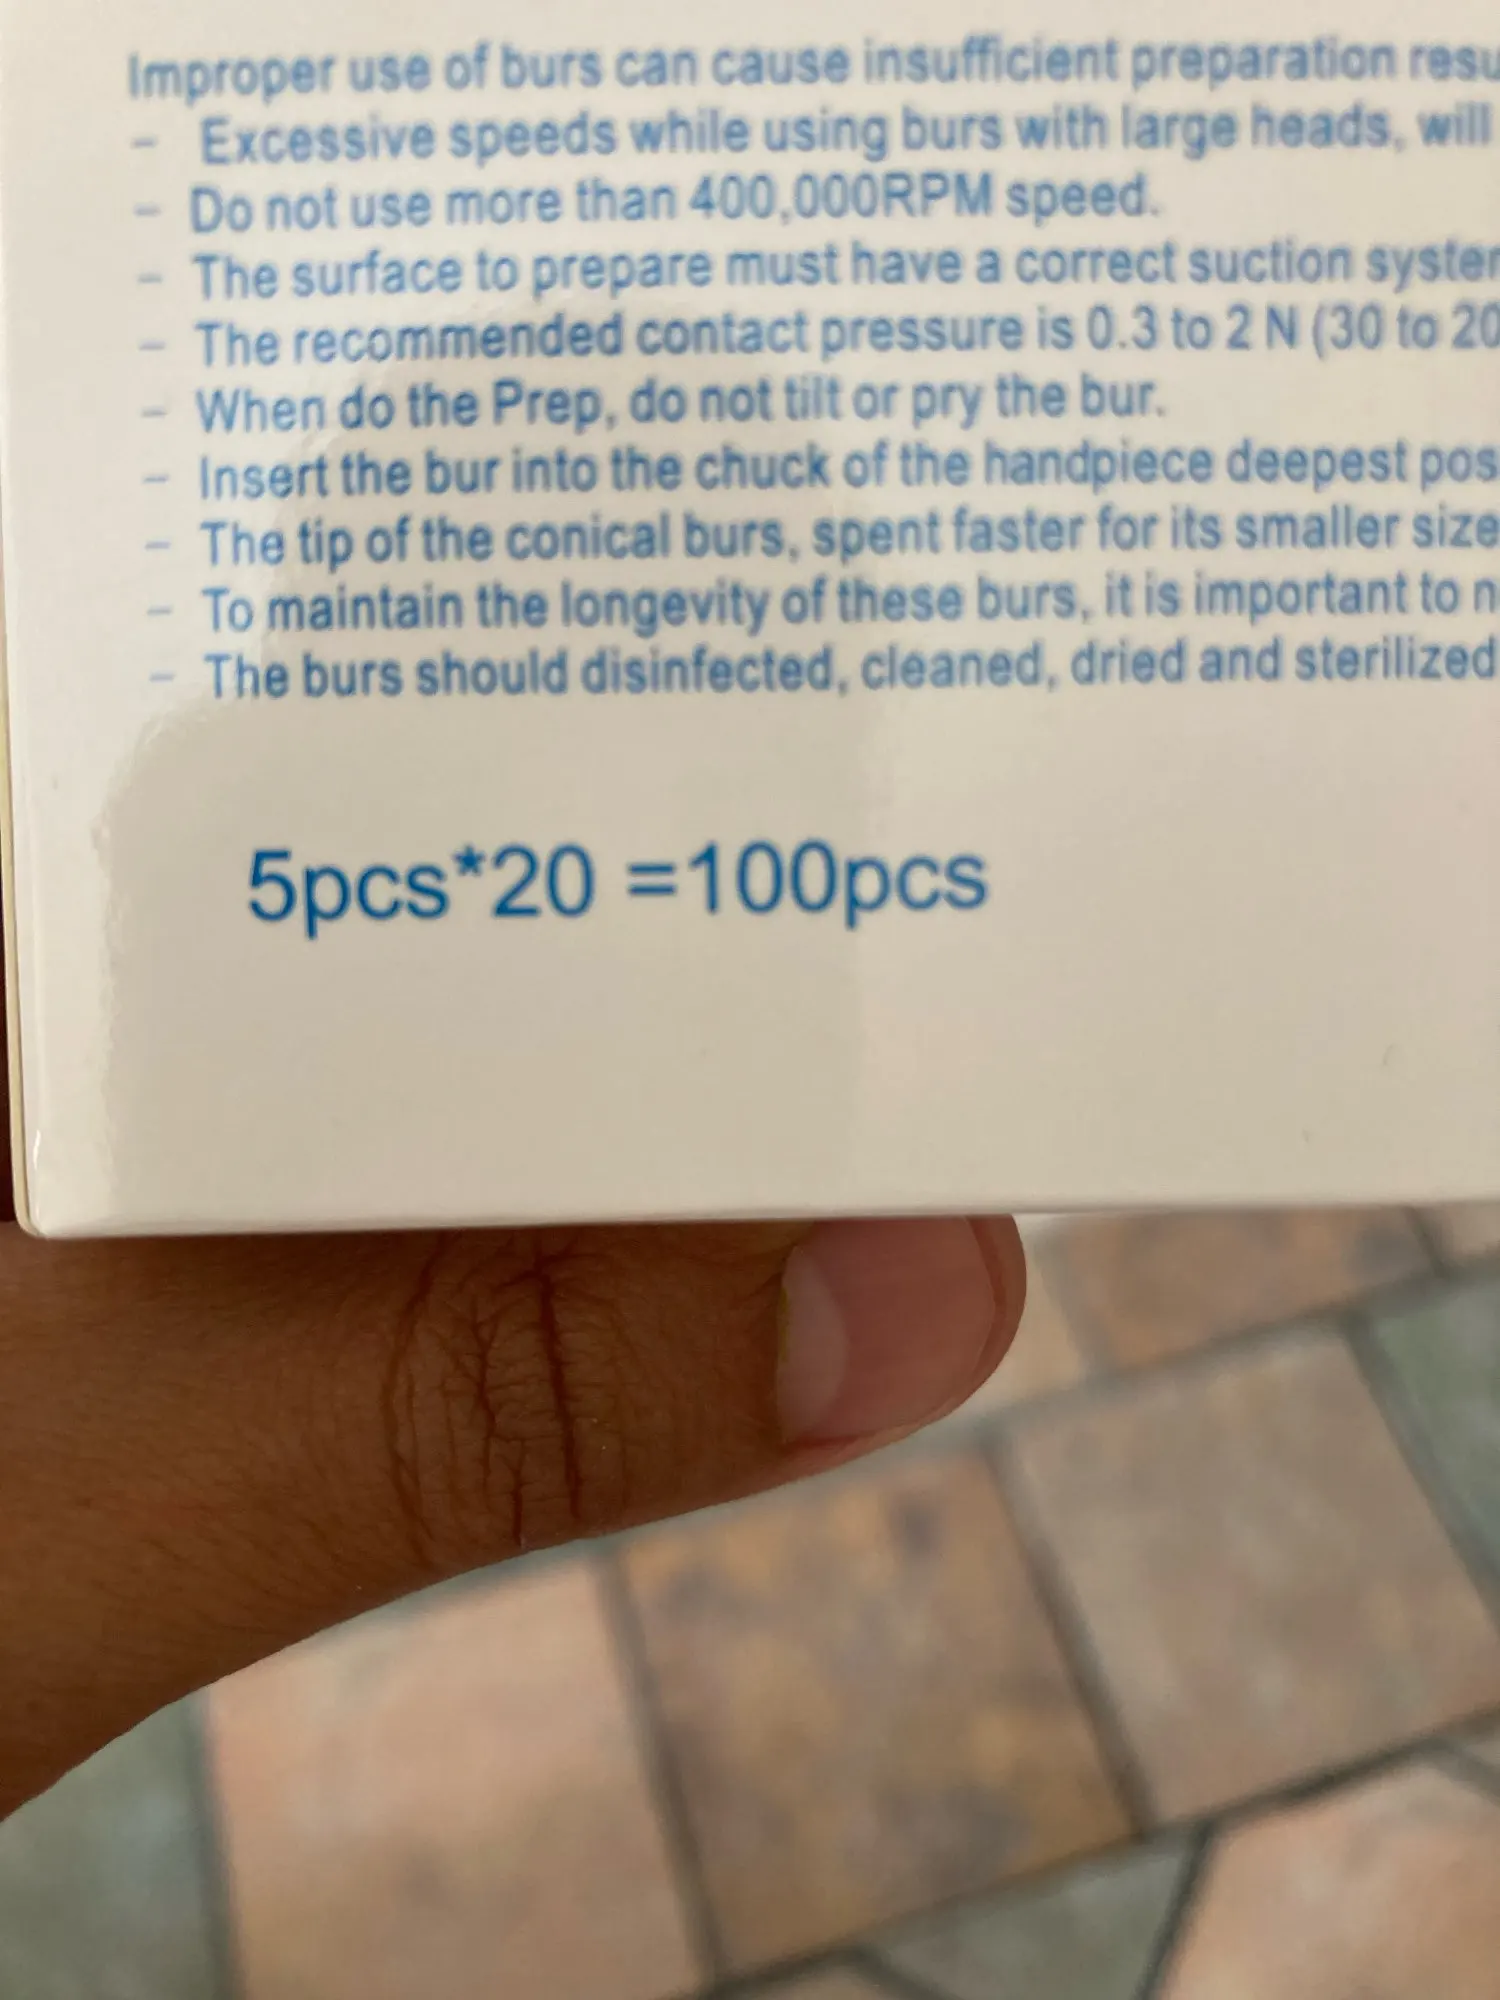 Improper use of burs can cause insufficient preparation resu
- Excessive speeds while using burs with large heads, will
- Do not use more than 400,000RPM speed.
- The surface to prepare must have a correct suction system
- The recommended contact pressure is 0.3 to 2 N (30 to 20
- When do the Prep, do not tilt or pry the bur.
- Insert the bur into the chuck of the handpiece deepest pos
- The tip of the conical burs, spent faster for its smaller size
- To maintain the longevity of these burs, it is important to n
- The burs should disinfected, cleaned, dried and sterilized
5pcs*20 =100pcs